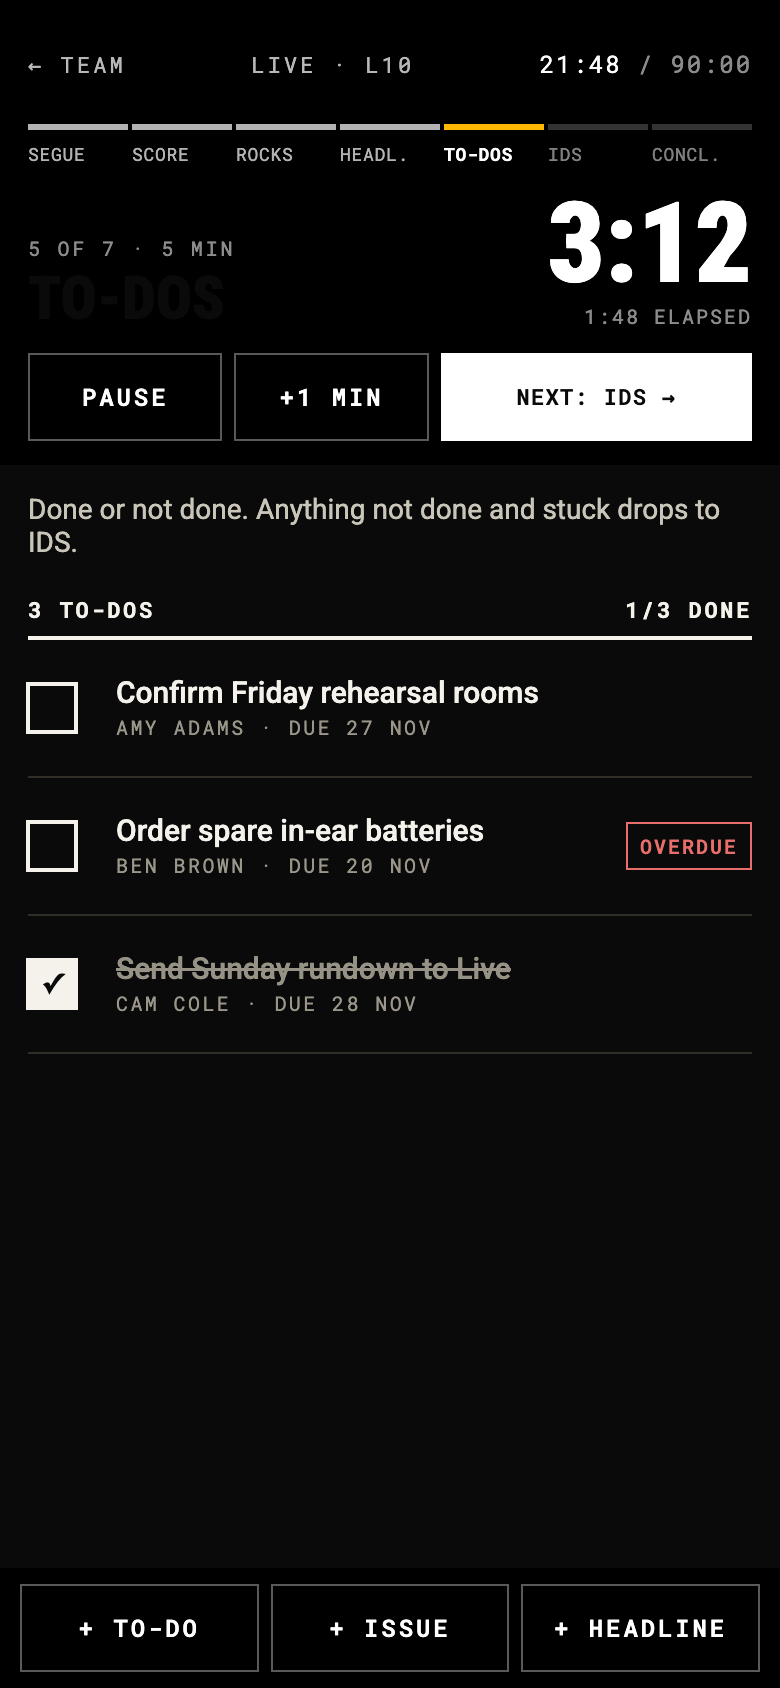 ← TEAM LIVE · L10 21:48 / 90:00
SEGUE SCORE ROCKS HEADL. TO-DOS IDS CONCL.
5 OF 7 · 5 MIN
TO-DOS
3:12
1:48 ELAPSED
PAUSE +1 MIN NEXT: IDS →
Done or not done. Anything not done and stuck drops to
IDS.
3 TO-DOS 1/3 DONE
Confirm Friday rehearsal rooms
AMY ADAMS · DUE 27 NOV
Order spare in-ear batteries
BEN BROWN · DUE 20 NOV
OVERDUE
Send Sunday rundown to Live
CAM COLE · DUE 28 NOV
+ TO-DO + ISSUE + HEADLINE